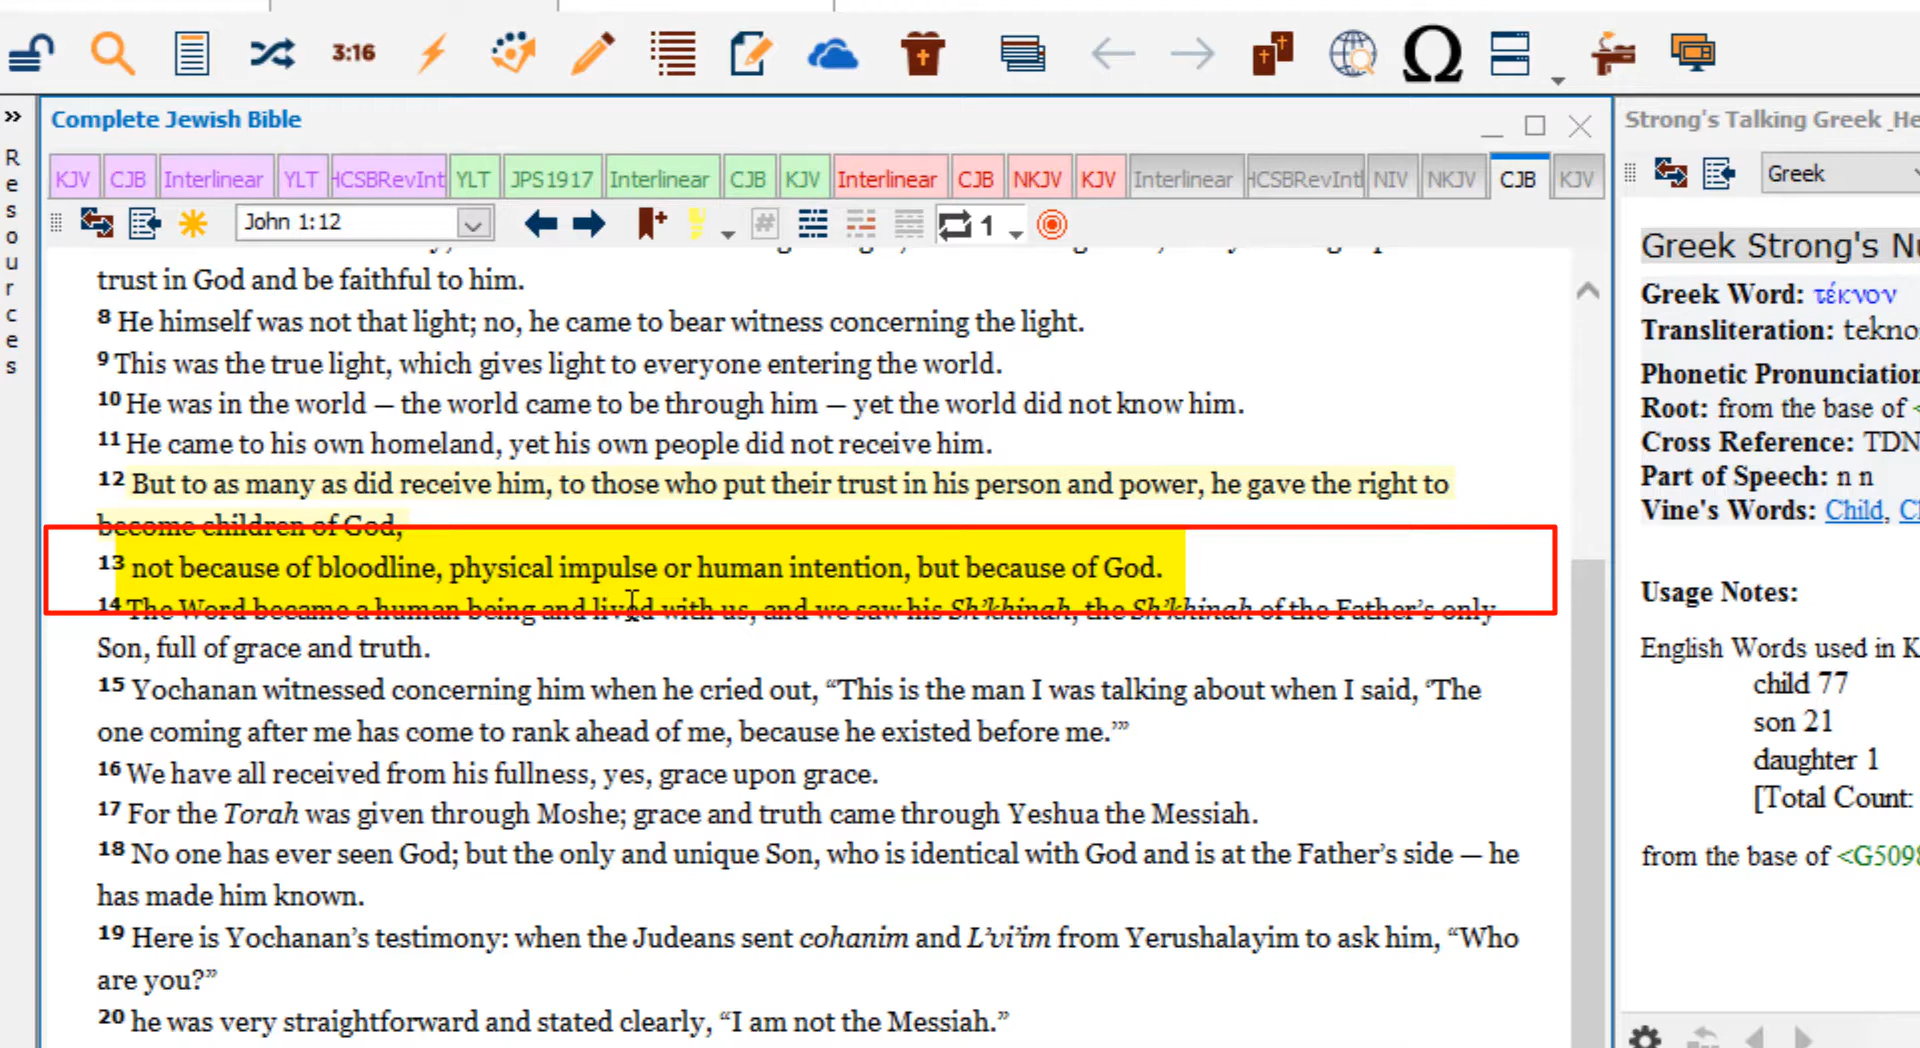 3:16
Complete Jewish Bible
KJV CJB Interlinear YLT HCSBRevInt YLT JPS1917 Interlinear CJB KJV Interlinear CJB NKJV KJV Interlinear HCSBRevInt NIV NKJV CJB KJV
John 1:12
# 1
Resources
trust in God and be faithful to him.
8 He himself was not that light; no, he came to bear witness concerning the light.
9 This was the true light, which gives light to everyone entering the world.
10 He was in the world — the world came to be through him — yet the world did not know him.
11 He came to his own homeland, yet his own people did not receive him.
12 But to as many as did receive him, to those who put their trust in his person and power, he gave the right to
become children of God,
13 not because of bloodline, physical impulse or human intention, but because of God.
14 The Word became a human being and lived with us, and we saw his Sh’khinah, the Sh’khinah of the Father’s only
Son, full of grace and truth.
15 Yochanan witnessed concerning him when he cried out, “This is the man I was talking about when I said, ‘The
one coming after me has come to rank ahead of me, because he existed before me.’”
16 We have all received from his fullness, yes, grace upon grace.
17 For the Torah was given through Moshe; grace and truth came through Yeshua the Messiah.
18 No one has ever seen God; but the only and unique Son, who is identical with God and is at the Father’s side — he
has made him known.
19 Here is Yochanan’s testimony: when the Judeans sent cohanim and L’vi’im from Yerushalayim to ask him, “Who
are you?”
20 he was very straightforward and stated clearly, “I am not the Messiah.”
Strong's Talking Greek _He
Greek
Greek Strong's Nu
Greek Word: τέκνον
Transliteration: tekno
Phonetic Pronunciation
Root: from the base of <
Cross Reference: TDN
Part of Speech: n n
Vine's Words: Child, C
Usage Notes:
English Words used in K
child 77
son 21
daughter 1
[Total Count:
from the base of <G5098